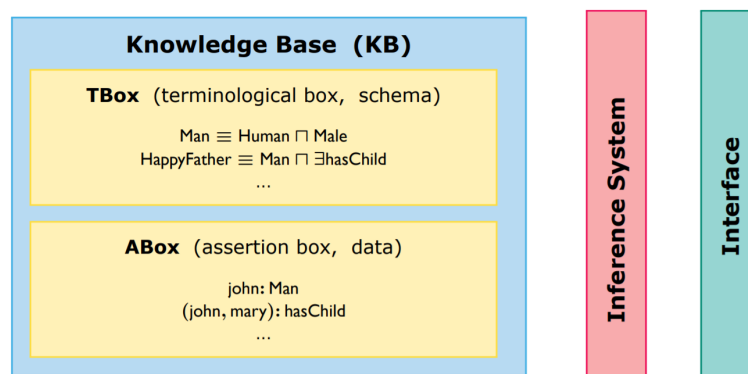 Knowledge Base (KB)
TBox (terminological box, schema)
Man ≡ Human ⊓ Male
HappyFather ≡ Man ⊓ ∃hasChild
...
ABox (assertion box, data)
john: Man
(john, mary): hasChild
...
Inference System
Interface